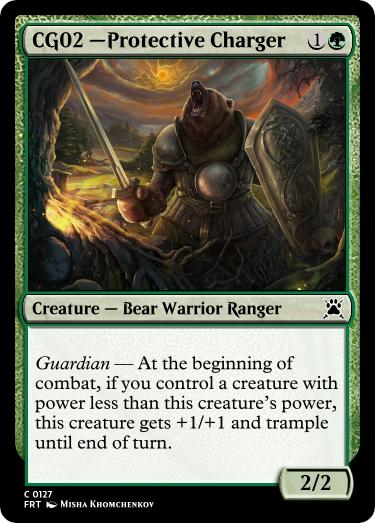 CG02 —Protective Charger 1
Creature — Bear Warrior Ranger
Guardian — At the beginning of
combat, if you control a creature with
power less than this creature's power,
this creature gets +1/+1 and trample
until end of turn.
2/2
C 0127
FRT Misha Khomchenkov